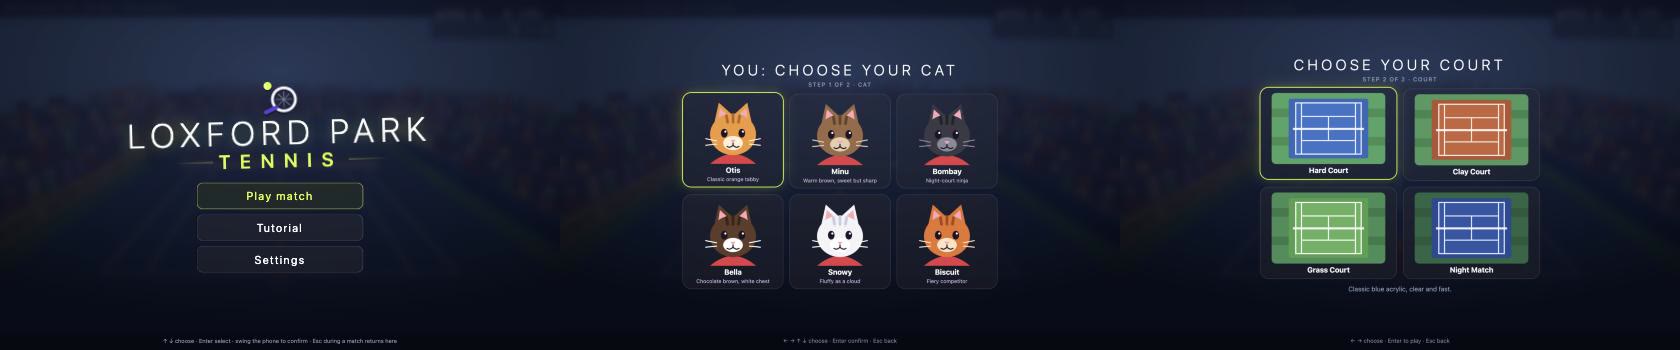 LOXFORD PARK
TENNIS
Play match
Tutorial
Settings
↑ ↓ choose · Enter select · swing the phone to confirm · Esc during a match returns here
YOU: CHOOSE YOUR CAT
STEP 1 OF 2 · CAT
Otis
Classic orange tabby
Minu
Warm brown, sweet but sharp
Bombay
Night-court ninja
Bella
Chocolate brown, white chest
Snowy
Fluffy as a cloud
Biscuit
Fiery competitor
← → ↑ ↓ choose · Enter confirm · Esc back
CHOOSE YOUR COURT
STEP 2 OF 2 · COURT
Hard Court
Clay Court
Grass Court
Night Match
Classic blue acrylic, clear and fast.
← → choose · Enter to play · Esc back